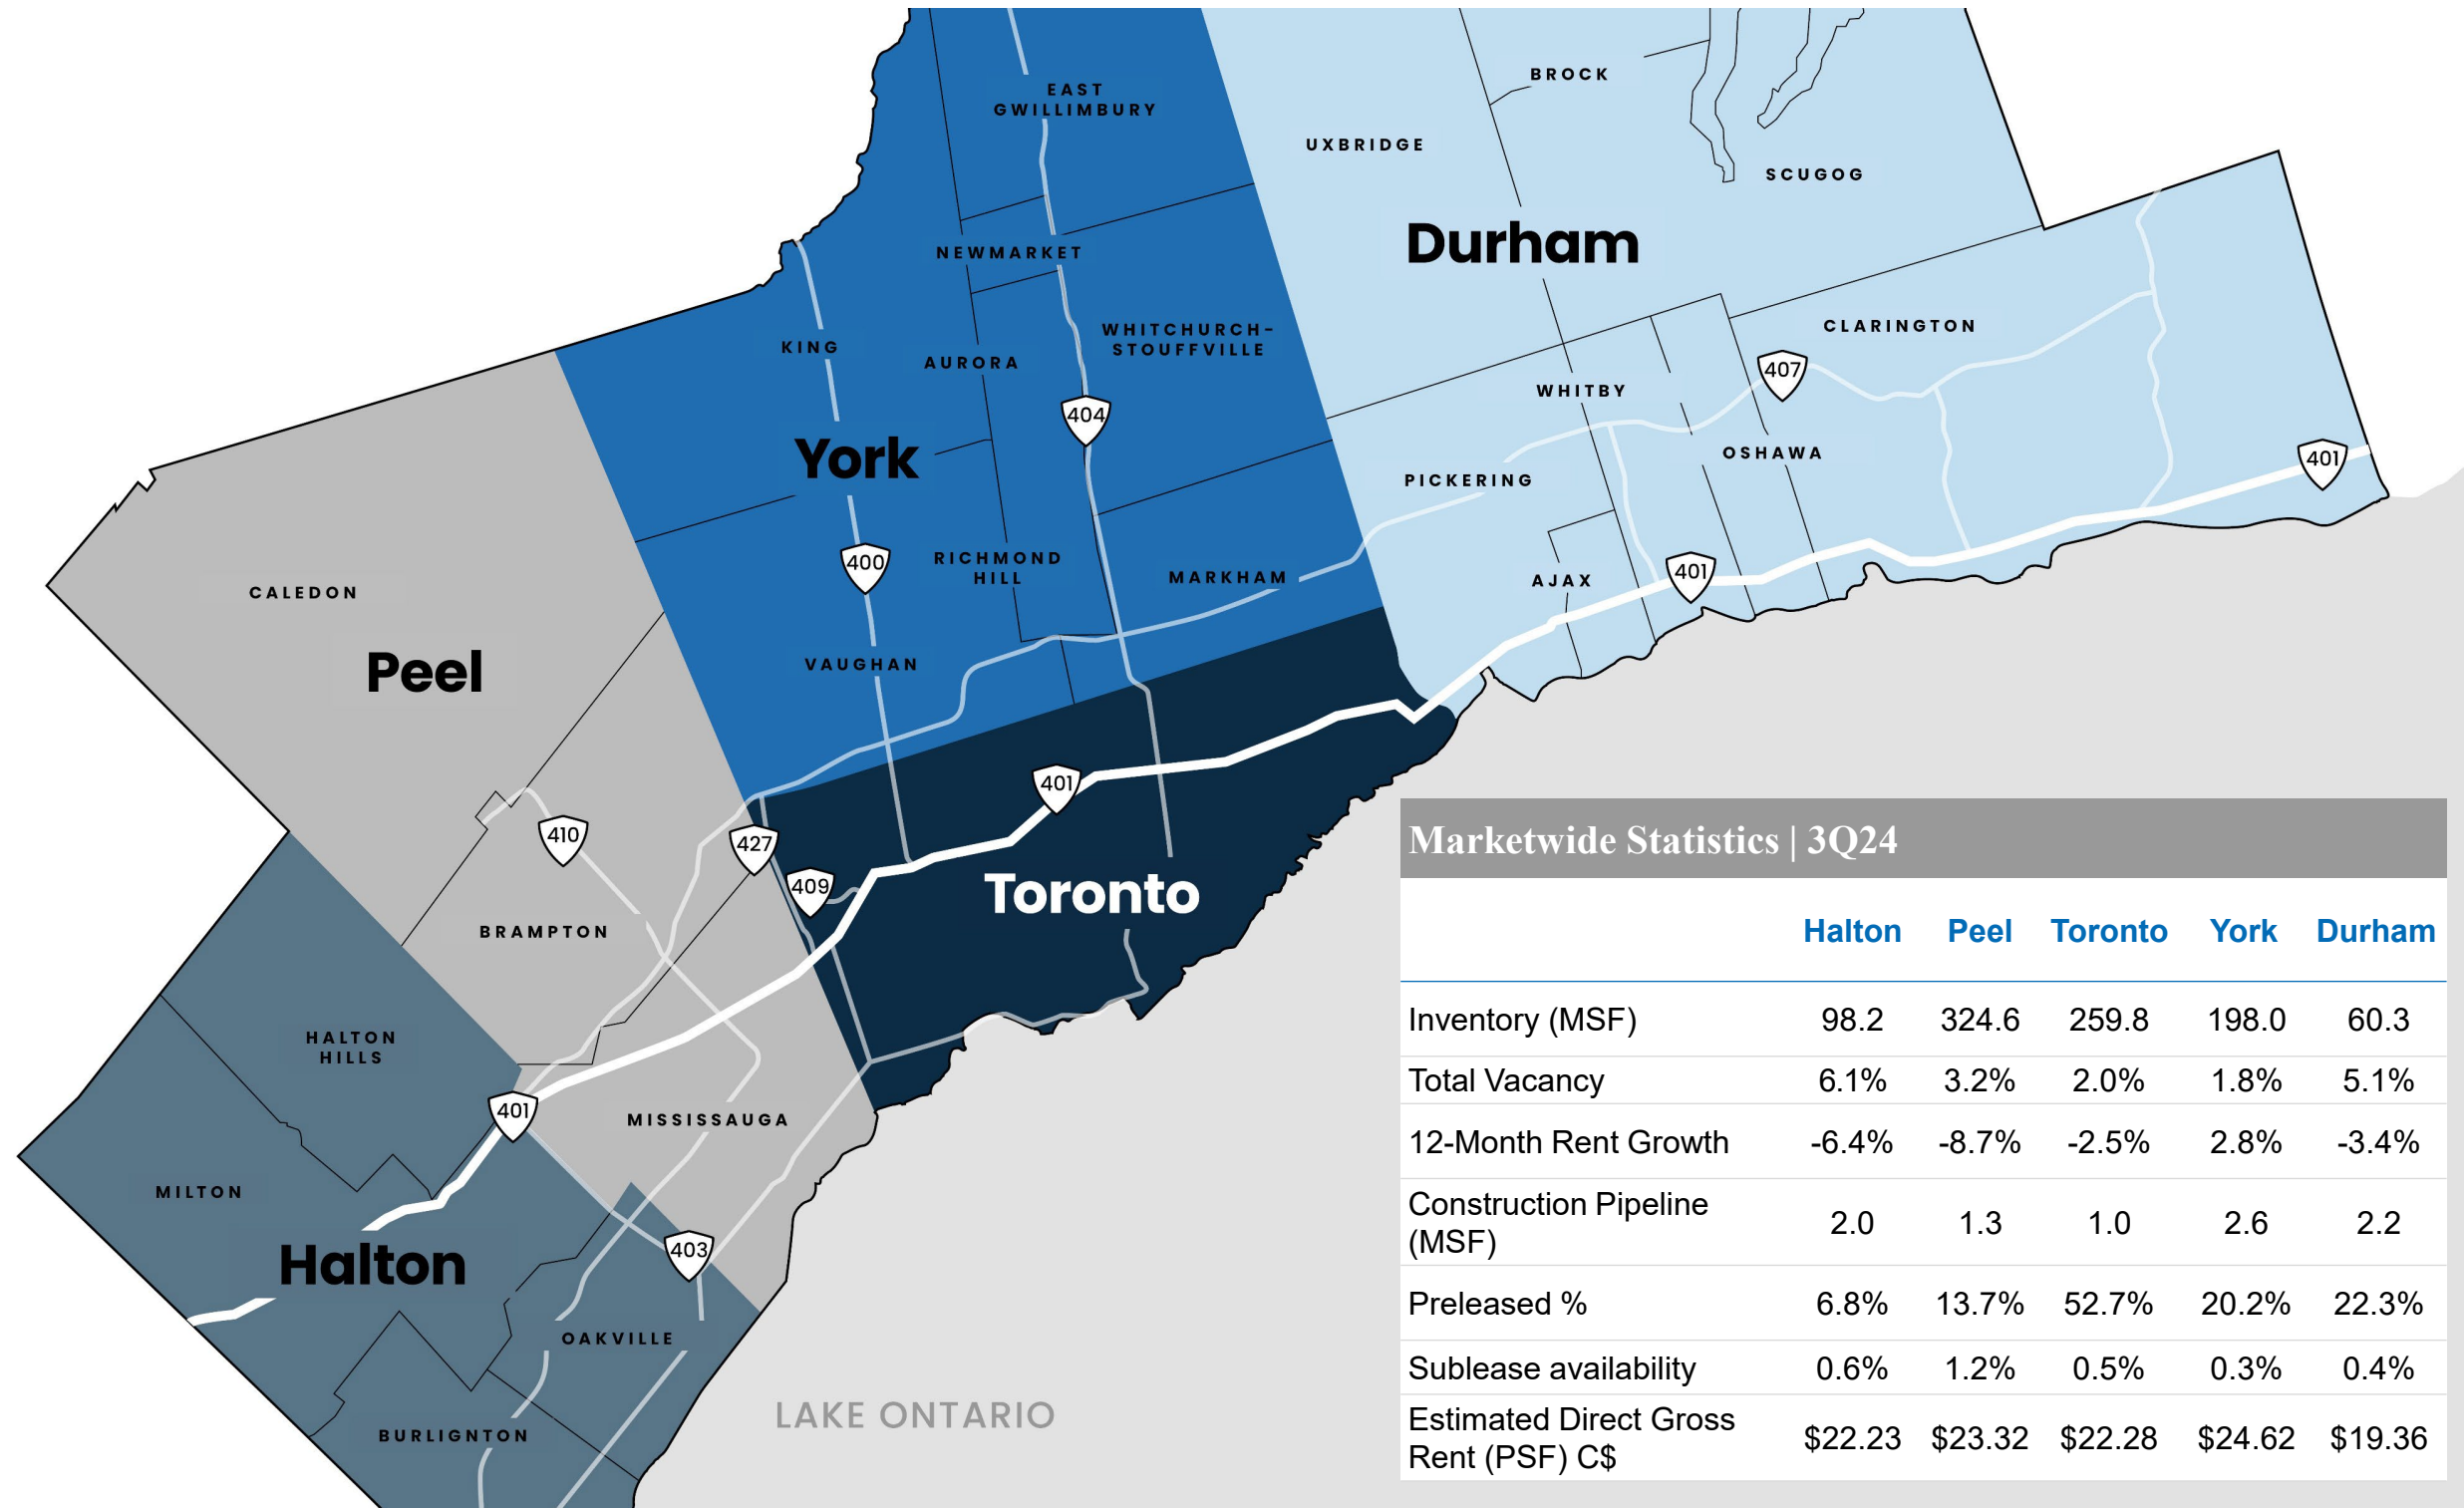 EAST
GWILLIMBURY
BROCK
UXBRIDGE
SCUGOG
Durham
NEWMARKET
KING
AURORA
WHITCHURCH-
STOUFFVILLE
CLARINGTON
WHITBY
407
404
York
OSHAWA
401
PICKERING
400
RICHMOND
HILL
MARKHAM
AJAX
401
CALEDON
Peel
VAUGHAN
401
410
427
409
Toronto
BRAMPTON
HALTON
HILLS
401
MISSISSAUGA
MILTON
Halton
403
OAKVILLE
BURLIGNTON
LAKE ONTARIO
Marketwide Statistics | 3Q24
Halton Peel Toronto York Durham
Inventory (MSF) 98.2 324.6 259.8 198.0 60.3
Total Vacancy 6.1% 3.2% 2.0% 1.8% 5.1%
12-Month Rent Growth -6.4% -8.7% -2.5% 2.8% -3.4%
Construction Pipeline
(MSF) 2.0 1.3 1.0 2.6 2.2
Preleased % 6.8% 13.7% 52.7% 20.2% 22.3%
Sublease availability 0.6% 1.2% 0.5% 0.3% 0.4%
Estimated Direct Gross
Rent (PSF) C$ $22.23 $23.32 $22.28 $24.62 $19.36